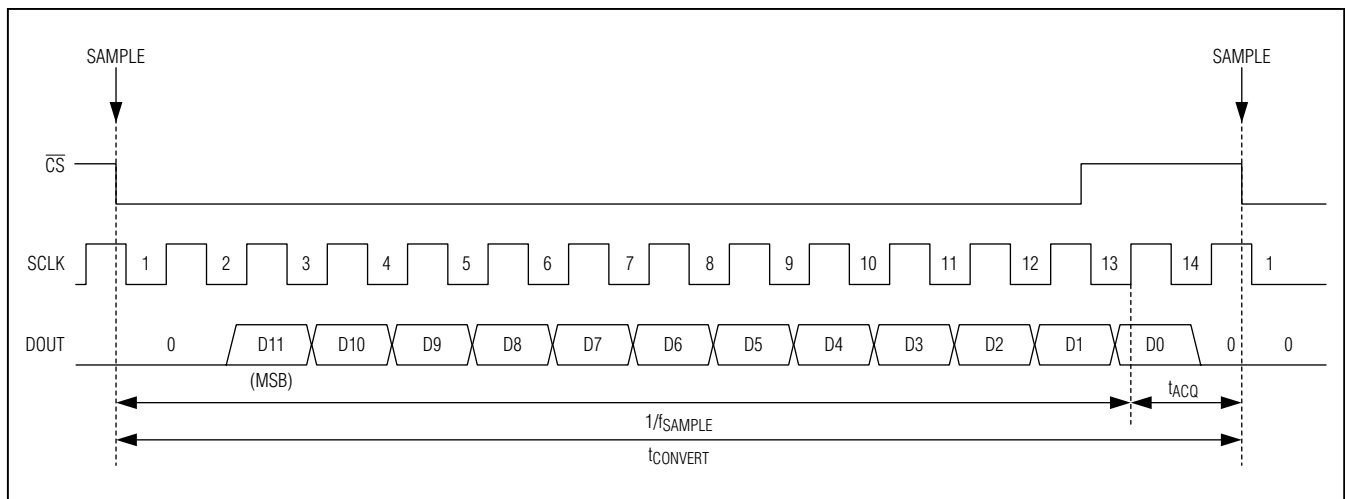 SAMPLE SAMPLE
CS
SCLK 1 2 3 4 5 6 7 8 9 10 11 12 13 14 1
DOUT 0 D11 D10 D9 D8 D7 D6 D5 D4 D3 D2 D1 D0 0 0
(MSB)
tACQ
1/fSAMPLE
tCONVERT